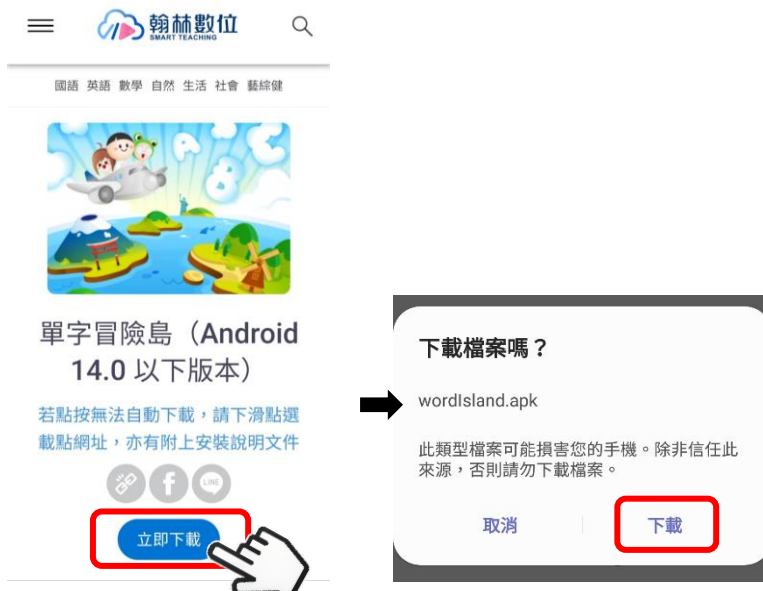 翰林數位
SMART TEACHING
國語 英語 數學 自然 生活 社會 藝綜健
A B C
單字冒險島（Android
14.0 以下版本）
若點按無法自動下載，請下滑點選
載點網址，亦有附上安裝說明文件
f LINE
立即下載
下載檔案嗎？
wordIsland.apk
此類型檔案可能損害您的手機。除非信任此
來源，否則請勿下載檔案。
取消 下載